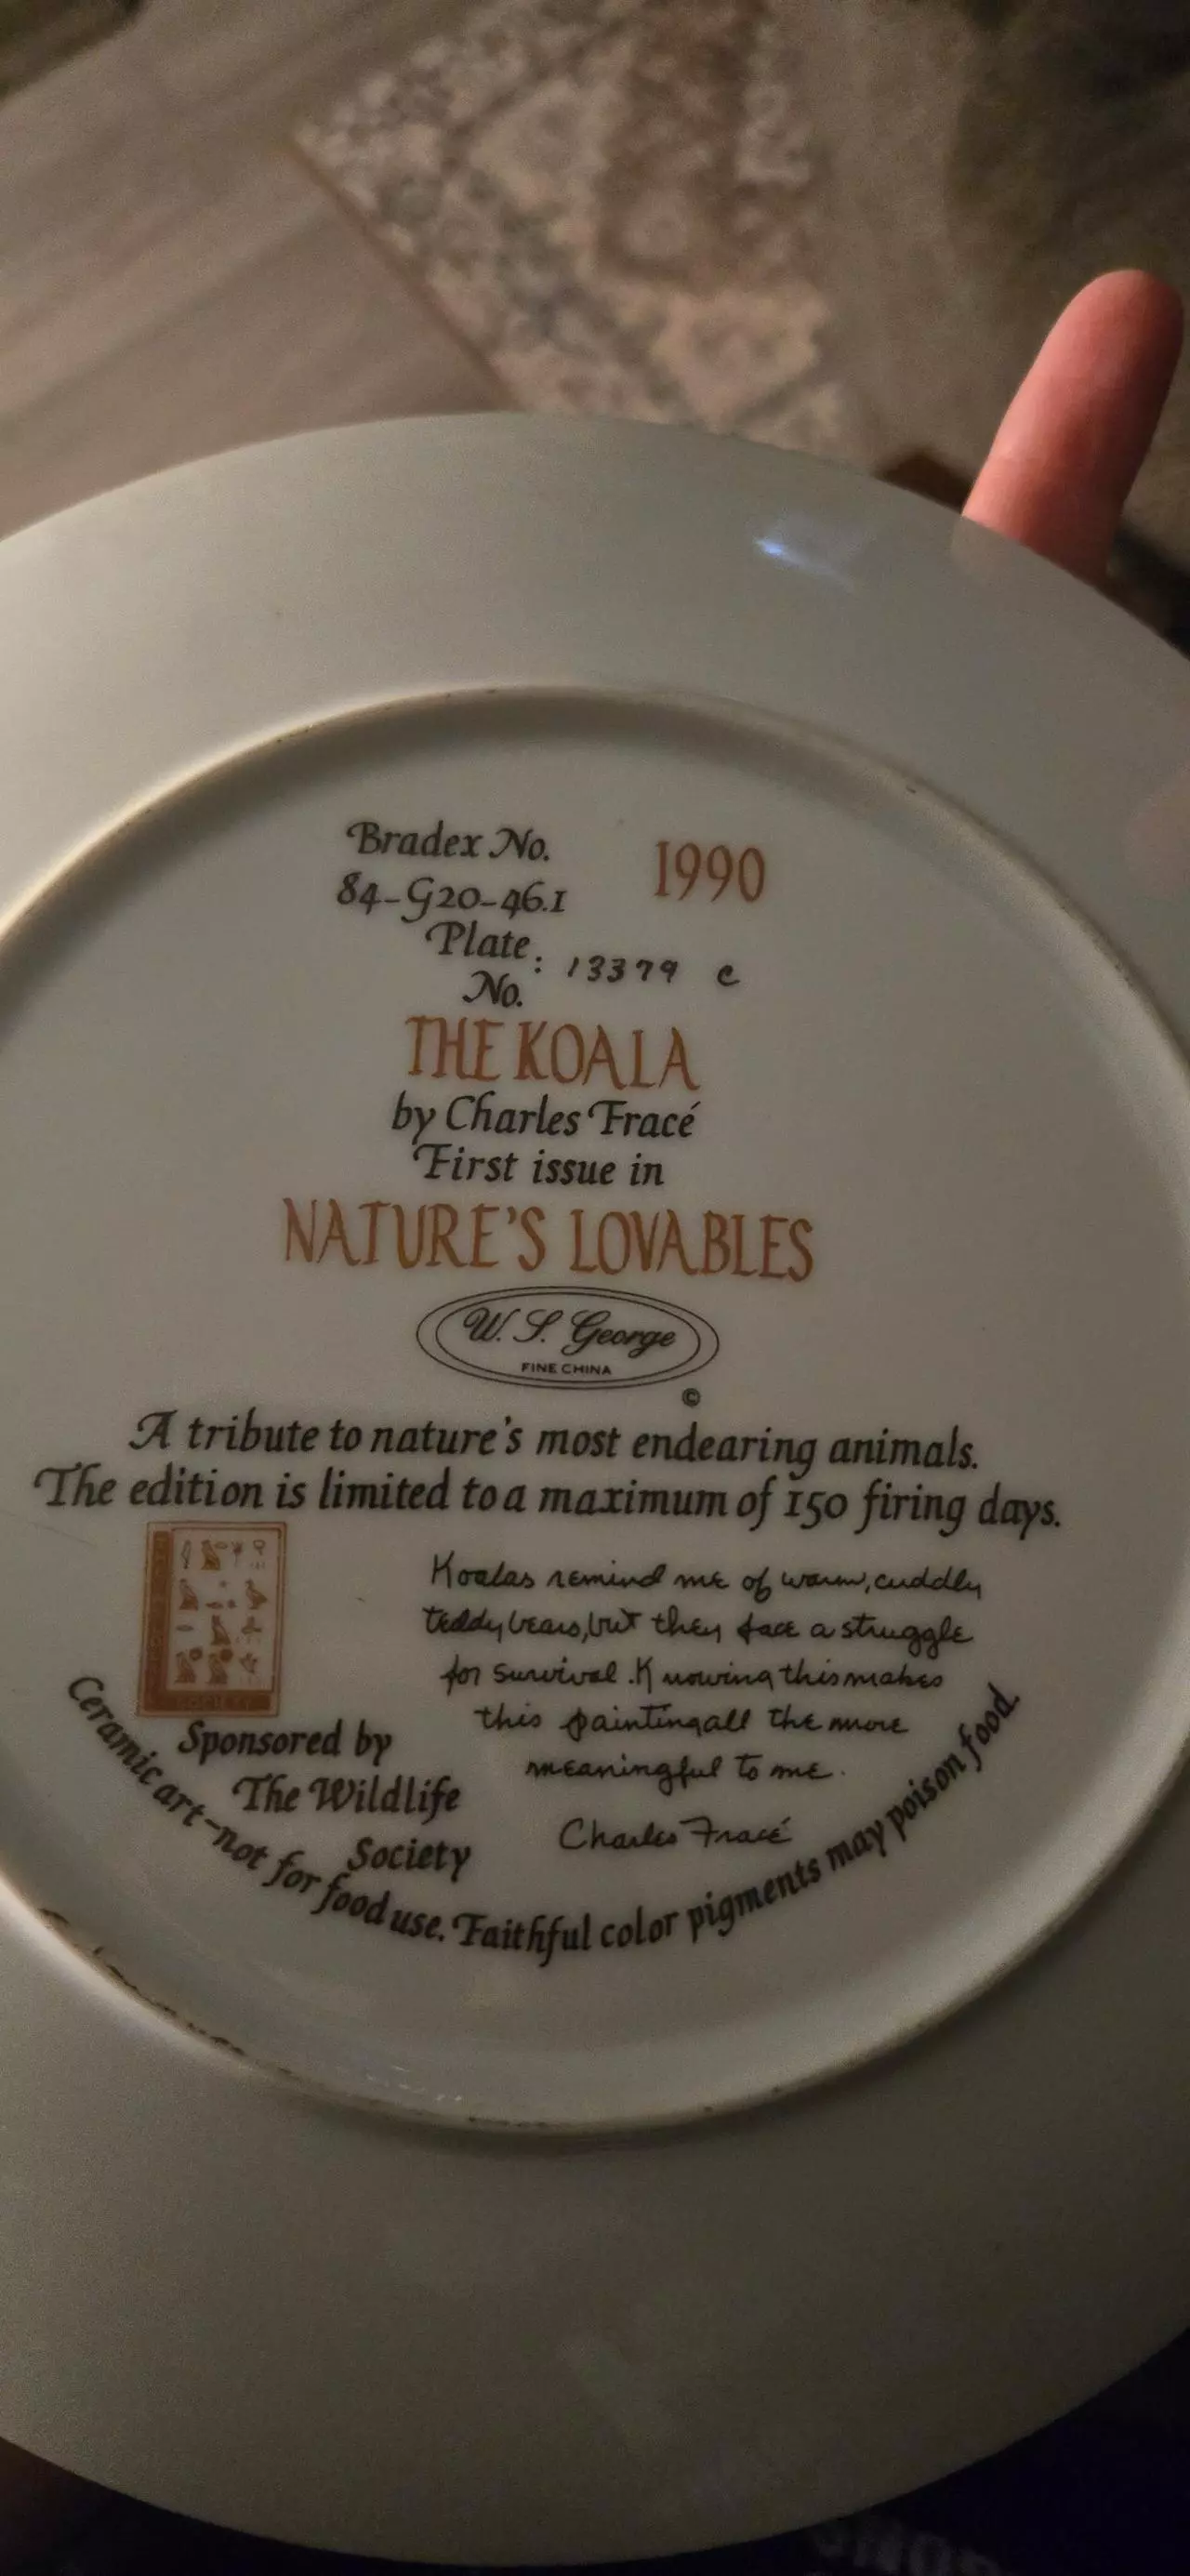 Bradex No.
84-G20-46.1
1990
Plate
No. : 13379 C
THE KOALA
by Charles Fracé
First issue in
NATURE'S LOVABLES
W. S. George
FINE CHINA
©
A tribute to nature's most endearing animals.
The edition is limited to a maximum of 150 firing days.
Koalas remind me of warm, cuddly
teddy bears, but they face a struggle
for survival. Knowing this makes
this painting all the more
meaningful to me.
Charles Fracé
SOCIETY
Sponsored by
The Wildlife
Society
Ceramic art-not for food use. Faithful color pigments may poison food.